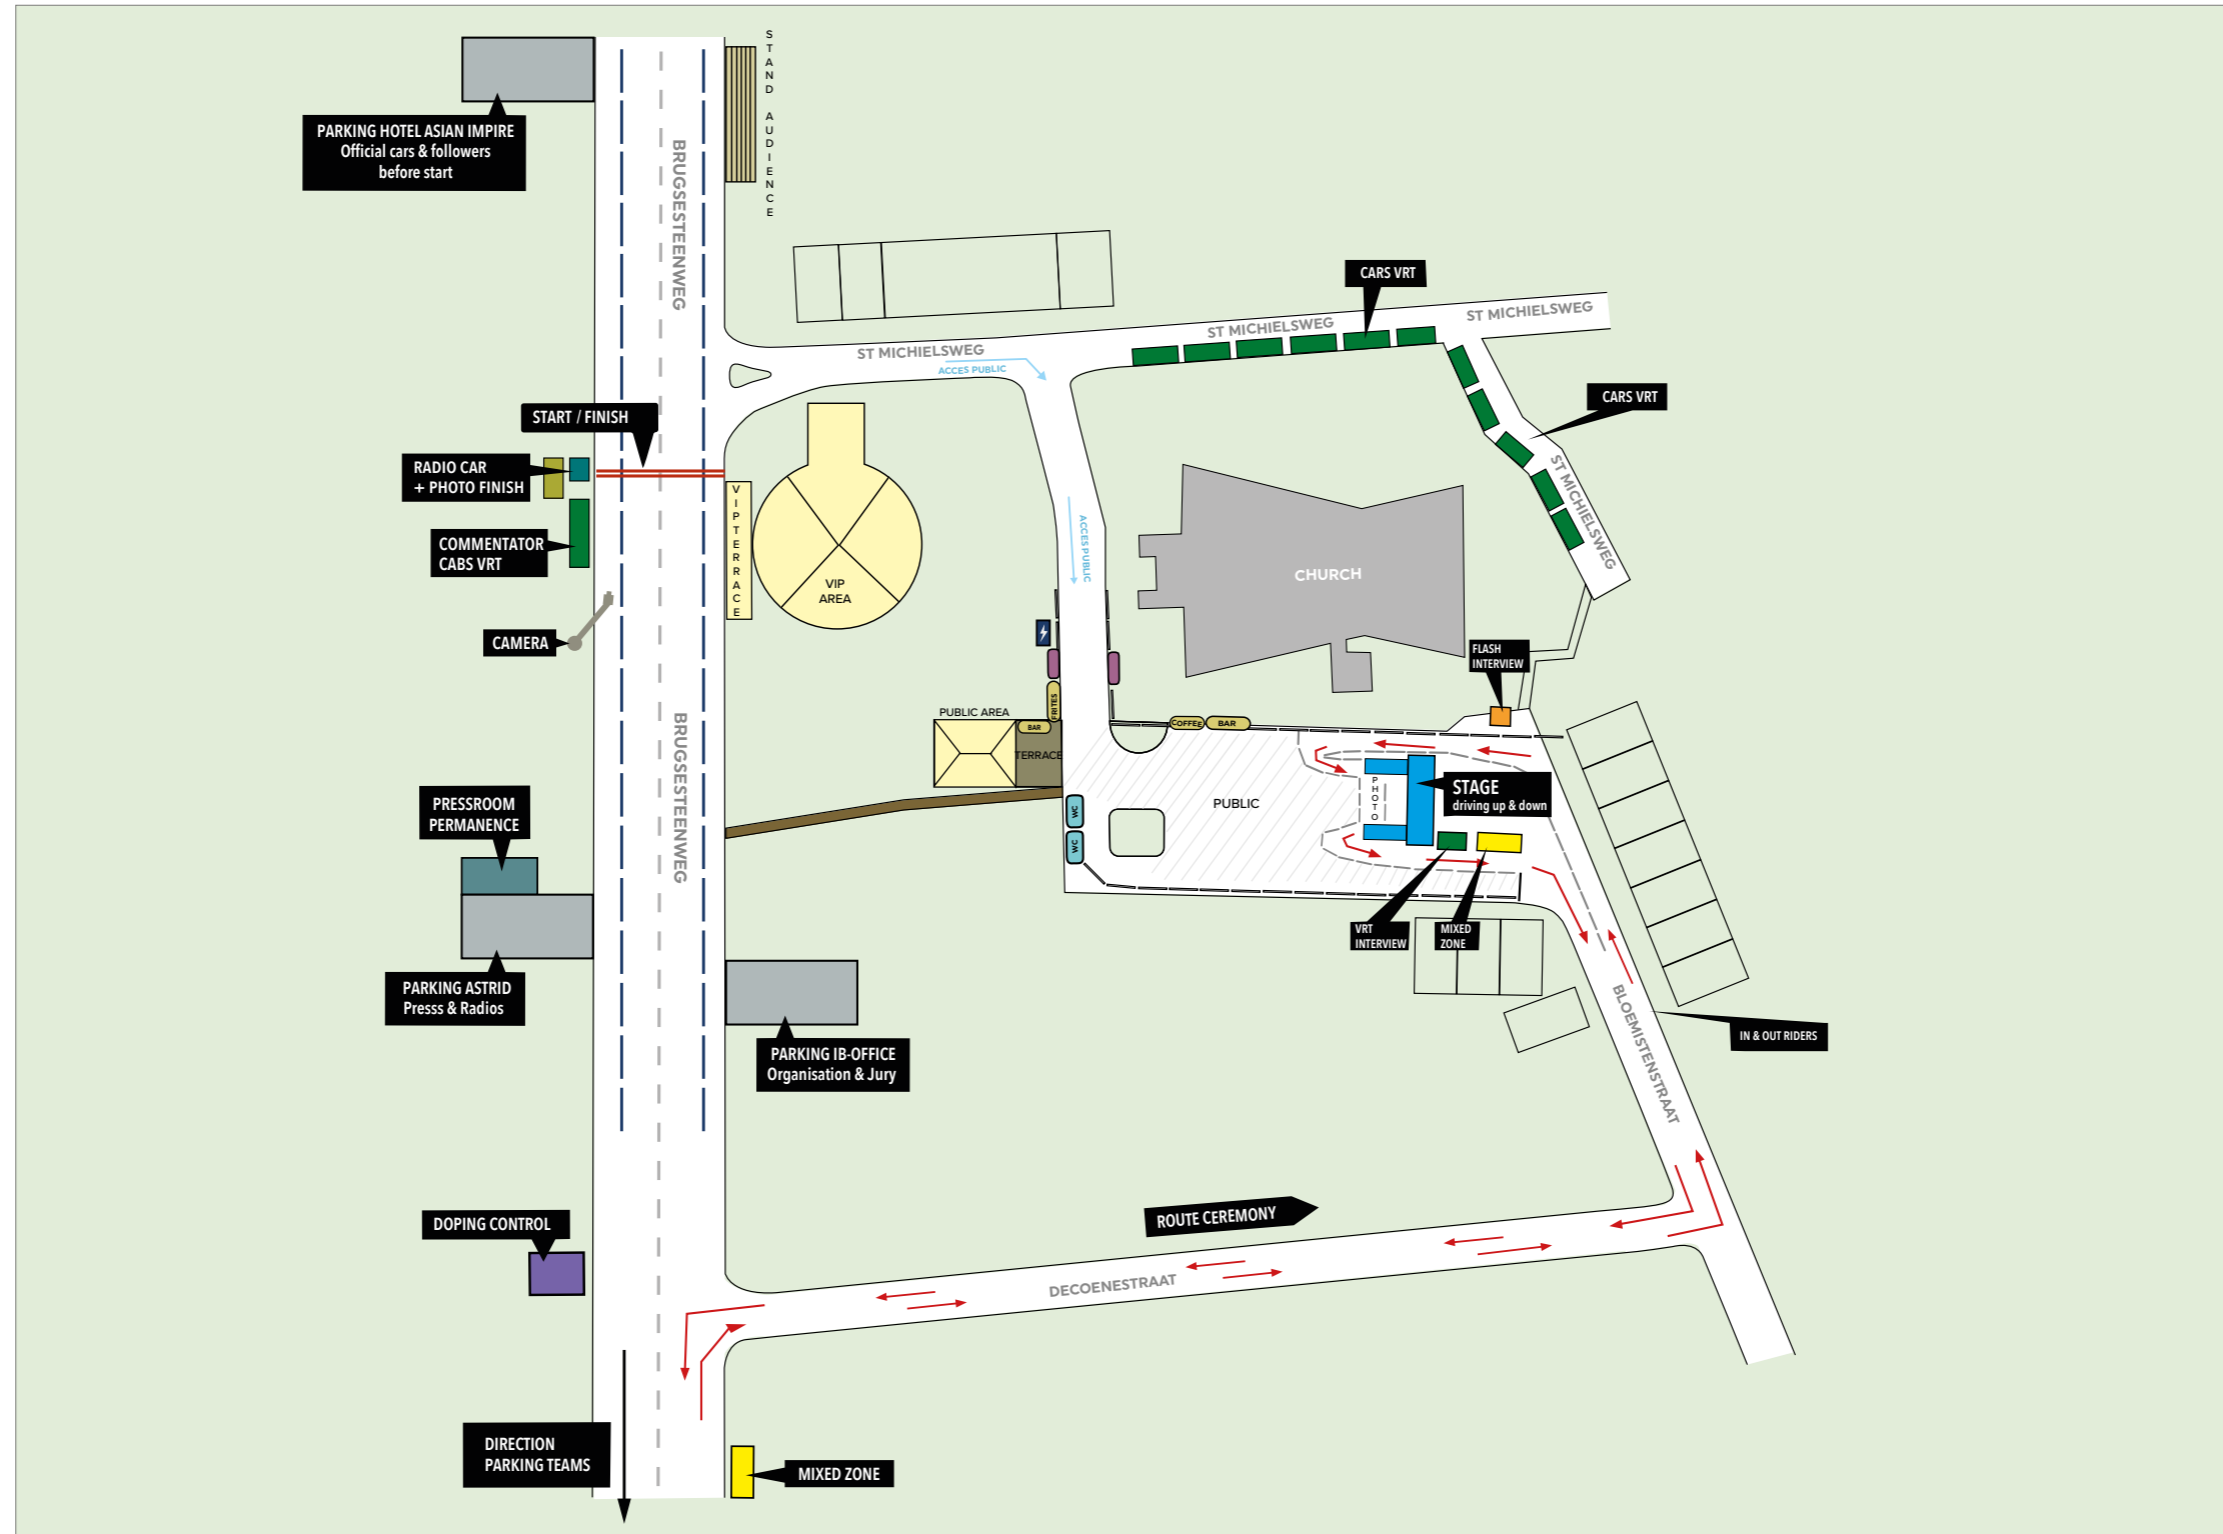 STAND AUDIENCE
BRUGSESTEENWEG
PARKING HOTEL ASIAN IMPIRE
Official cars & followers
before start
CARS VRT
ST MICHIELSWEG
ST MICHIELSWEG
ST MICHIELSWEG
ACCES PUBLIC
CARS VRT
START / FINISH
RADIO CAR
+ PHOTO FINISH
VIP TERRACE
ST MICHIELSWEG
COMMENTATOR
CABS VRT
ACCES PUBLIC
CHURCH
VIP
AREA
CAMERA
FLASH
INTERVIEW
FRITES
PUBLIC AREA
BAR
COFFEE
BAR
TERRACE
BRUGSESTEENWEG
PHOTO
STAGE
driving up & down
PUBLIC
WC
WC
PRESSROOM
PERMANENCE
VRT
INTERVIEW
MIXED
ZONE
PARKING ASTRID
Presss & Radios
BLOEMISTENSTRAAT
IN & OUT RIDERS
PARKING IB-OFFICE
Organisation & Jury
DOPING CONTROL
ROUTE CEREMONY
DECOENESTRAAT
DIRECTION
PARKING TEAMS
MIXED ZONE